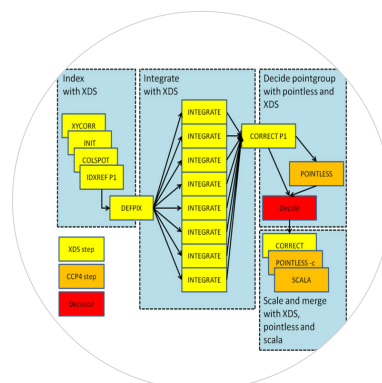 Index
with XDS
XYCORR
INIT
COLSPOT
IDXREF P1
XDS step
CCP4 step
Decision
Integrate
with XDS
DEFPIX
INTEGRATE
INTEGRATE
INTEGRATE
INTEGRATE
INTEGRATE
INTEGRATE
INTEGRATE
INTEGRATE
Decide pointgroup
with pointless and
XDS
CORRECT P1
POINTLESS
Decide
CORRECT
POINTLESS -c
SCALA
Scale and merge
with XDS,
pointless and
scala